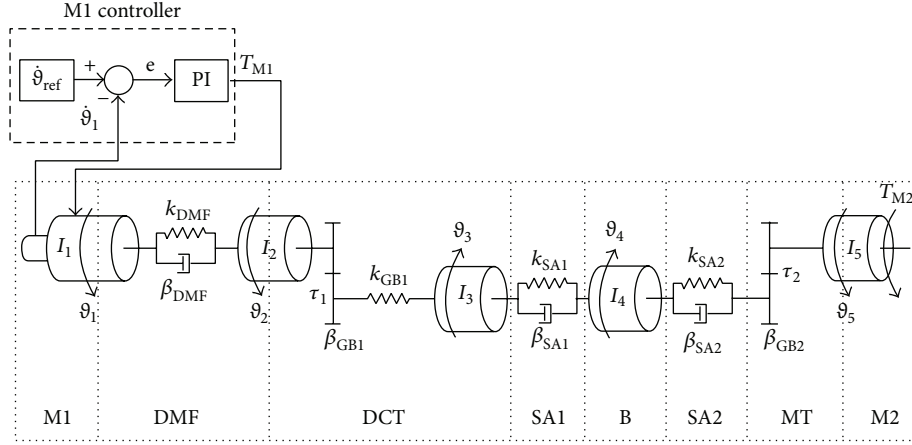 M1 controller
ϑ̇ref
+
−
e
PI
TM1
ϑ̇1
I1
ϑ1
kDMF
βDMF
I2
ϑ2
τ1
βGB1
kGB1
ϑ3
I3
kSA1
βSA1
ϑ4
I4
kSA2
βSA2
τ2
βGB2
I5
ϑ5
TM2
M1
DMF
DCT
SA1
B
SA2
MT
M2